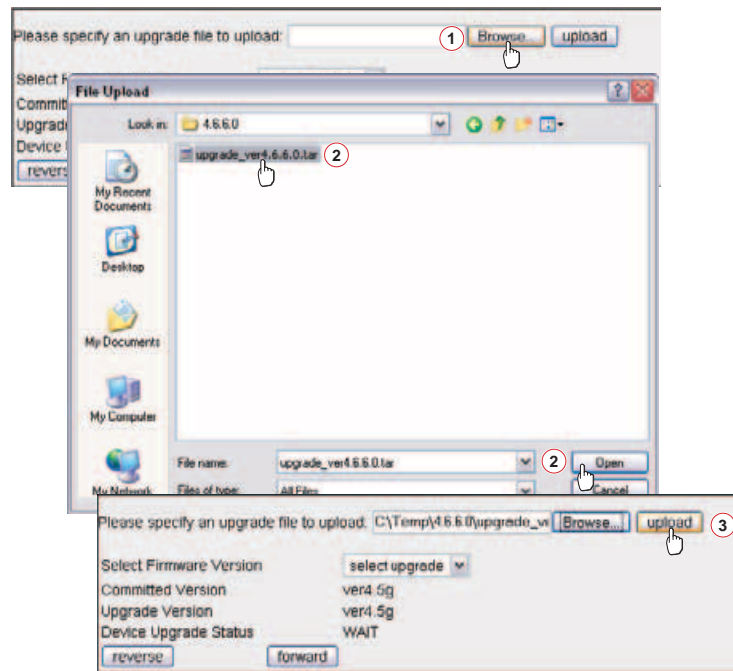 Please specify an upgrade file to upload:
1
Browse...
upload
Select
Commit
Upgrad
Device
revers
File Upload
Look in:
4.6.6.0
upgrade_ver4.6.6.0.tar
2
My Recent
Documents
Desktop
My Documents
My Computer
My Network
File name:
upgrade_ver4.6.6.0.tar
2
Open
Files of type:
All Files
Cancel
Please specify an upgrade file to upload:
C:\Temp\4.6.6.0\upgrade_ve
Browse...
upload
3
Select Firmware Version
select upgrade
Committed Version
ver4.5g
Upgrade Version
ver4.5g
Device Upgrade Status
WAIT
reverse
forward